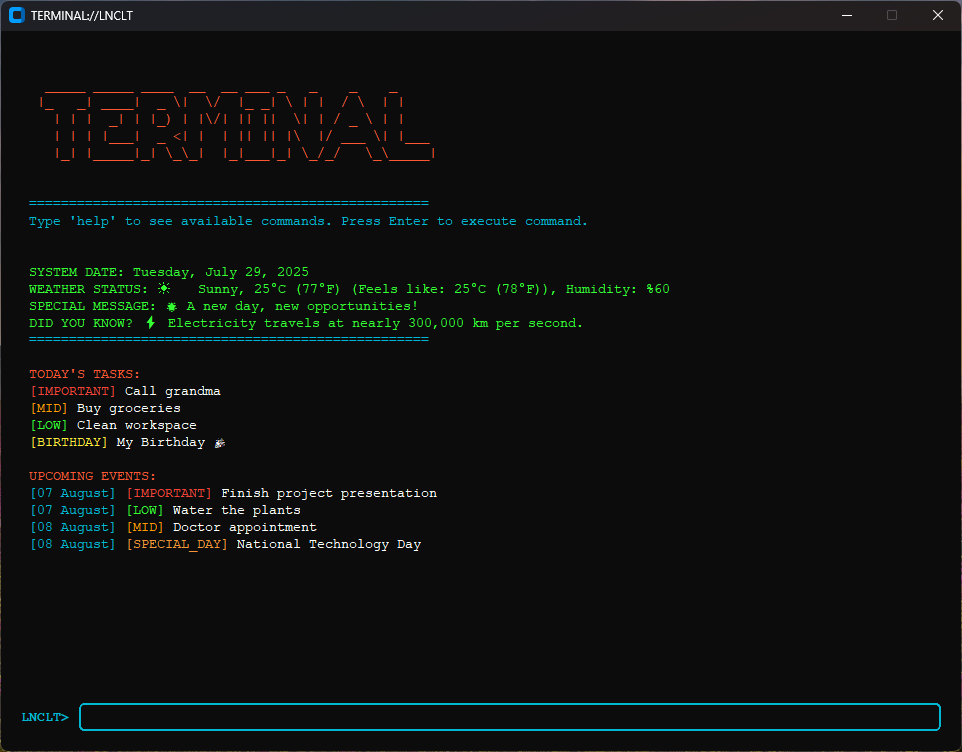 TERMINAL://LNCLT
TERMINAL
==================================================
Type 'help' to see available commands. Press Enter to execute command.
SYSTEM DATE: Tuesday, July 29, 2025
WEATHER STATUS: ☀ Sunny, 25°C (77°F) (Feels like: 25°C (78°F)), Humidity: %60
SPECIAL MESSAGE: A new day, new opportunities!
DID YOU KNOW? ⚡ Electricity travels at nearly 300,000 km per second.
==================================================
TODAY'S TASKS:
[IMPORTANT] Call grandma
[MID] Buy groceries
[LOW] Clean workspace
[BIRTHDAY] My Birthday 🎉
UPCOMING EVENTS:
[07 August] [IMPORTANT] Finish project presentation
[07 August] [LOW] Water the plants
[08 August] [MID] Doctor appointment
[08 August] [SPECIAL_DAY] National Technology Day
LNCLT>